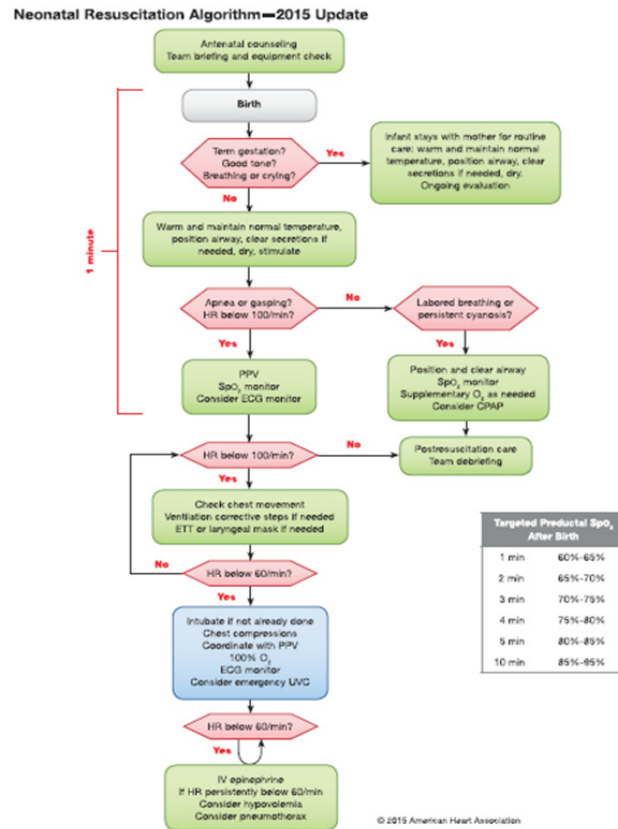 Neonatal Resuscitation Algorithm—2015 Update
Antenatal counseling
Team briefing and equipment check
Birth
1 minute
Term gestation?
Good tone?
Breathing or crying?
Yes
Infant stays with mother for routine
care: warm and maintain normal
temperature, position airway, clear
secretions if needed, dry.
Ongoing evaluation
No
Warm and maintain normal temperature,
position airway, clear secretions if
needed, dry, stimulate
Apnea or gasping?
HR below 100/min?
No
Labored breathing or
persistent cyanosis?
Yes
Yes
PPV
SpO₂ monitor
Consider ECG monitor
Position and clear airway
SpO₂ monitor
Supplementary O₂ as needed
Consider CPAP
HR below 100/min?
No
Postresuscitation care
Team debriefing
Yes
Check chest movement
Ventilation corrective steps if needed
ETT or laryngeal mask if needed
No
HR below 60/min?
Yes
Intubate if not already done
Chest compressions
Coordinate with PPV
100% O₂
ECG monitor
Consider emergency UVC
HR below 60/min?
Yes
IV epinephrine
If HR persistently below 60/min
Consider hypovolemia
Consider pneumothorax
Targeted Preductal SpO₂
After Birth
1 min 60%-65%
2 min 65%-70%
3 min 70%-75%
4 min 75%-80%
5 min 80%-85%
10 min 85%-95%
© 2015 American Heart Association